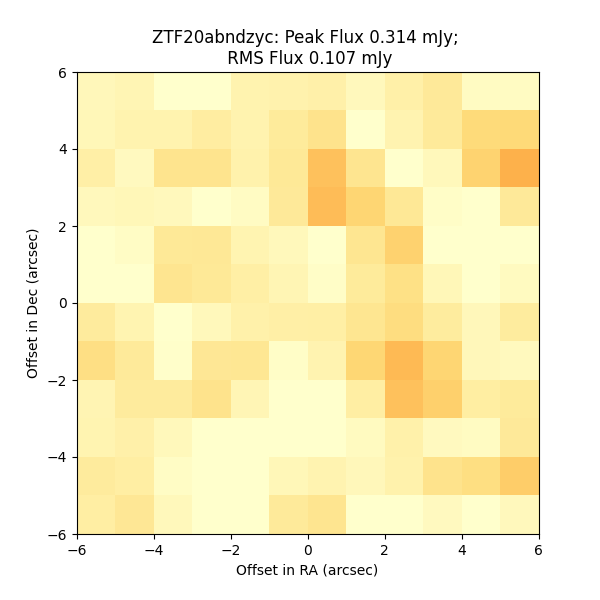 ZTF20abndzyc: Peak Flux 0.314 mJy;
RMS Flux 0.107 mJy
6
4
2
0
−2
−4
−6
Offset in Dec (arcsec)
−6 −4 −2 0 2 4 6
Offset in RA (arcsec)